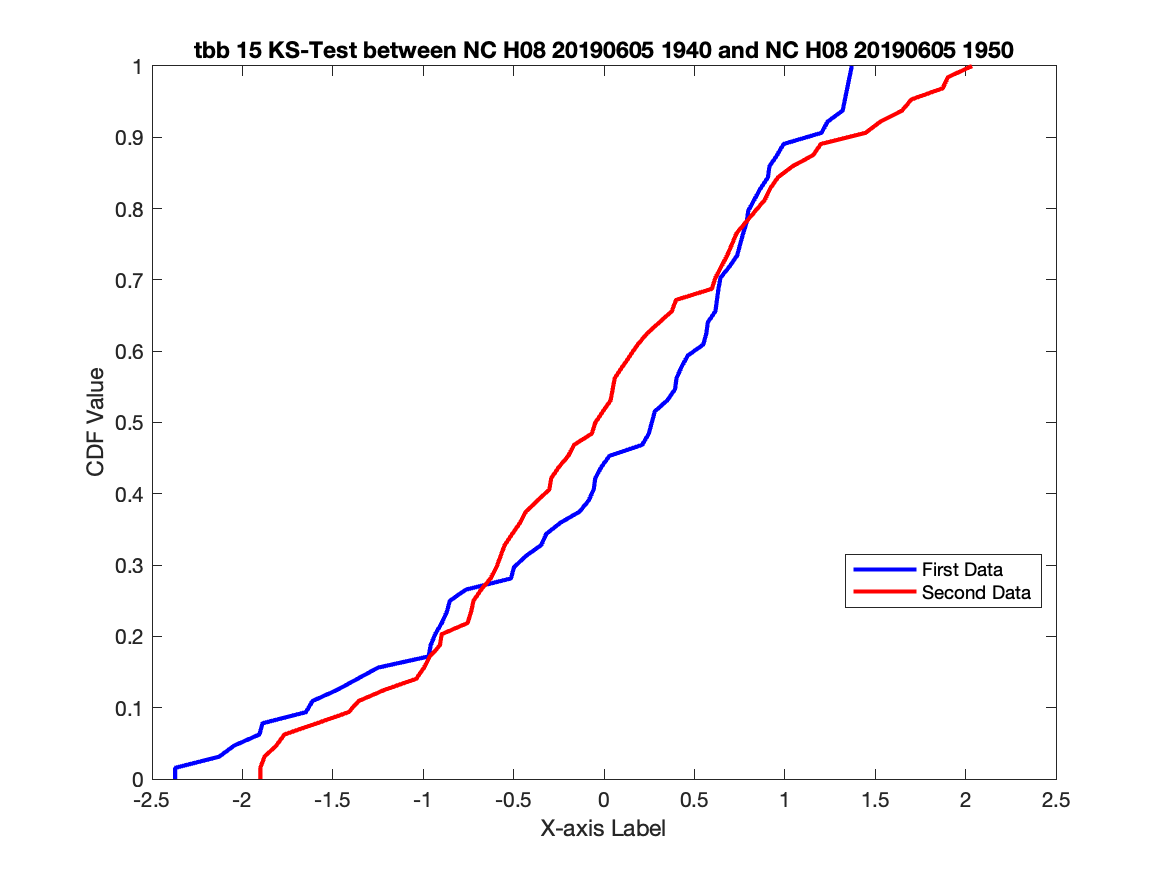 tbb 15 KS-Test between NC H08 20190605 1940 and NC H08 20190605 1950
1
0.9
0.8
0.7
0.6
0.5
0.4
0.3
0.2
0.1
0
CDF Value
First Data
Second Data
-2.5 -2 -1.5 -1 -0.5 0 0.5 1 1.5 2 2.5
X-axis Label